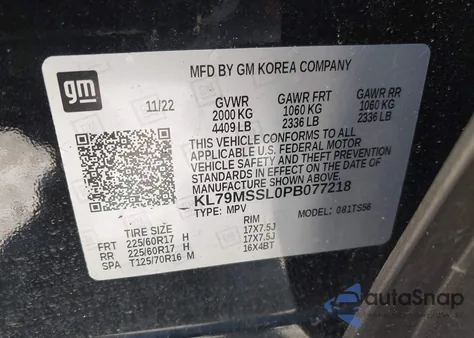 gm
MFD BY GM KOREA COMPANY
11/22 GVWR GAWR FRT GAWR RR
2000 KG 1060 KG 1060 KG
4409 LB 2336 LB 2336 LB
THIS VEHICLE CONFORMS TO ALL
APPLICABLE U.S. FEDERAL MOTOR
VEHICLE SAFETY AND THEFT PREVENTION
STANDARDS IN EFFECT ON THE DATE OF
MANUFACTURE SHOWN ABOVE.
KL79MSSL0PB077218
TYPE: MPV MODEL: 081TS56
TIRE SIZE RIM
FRT 225/60R17 H 17X7.5J
RR 225/60R17 H 17X7.5J
SPA T125/70R16 M 16X4BT
autoSnap